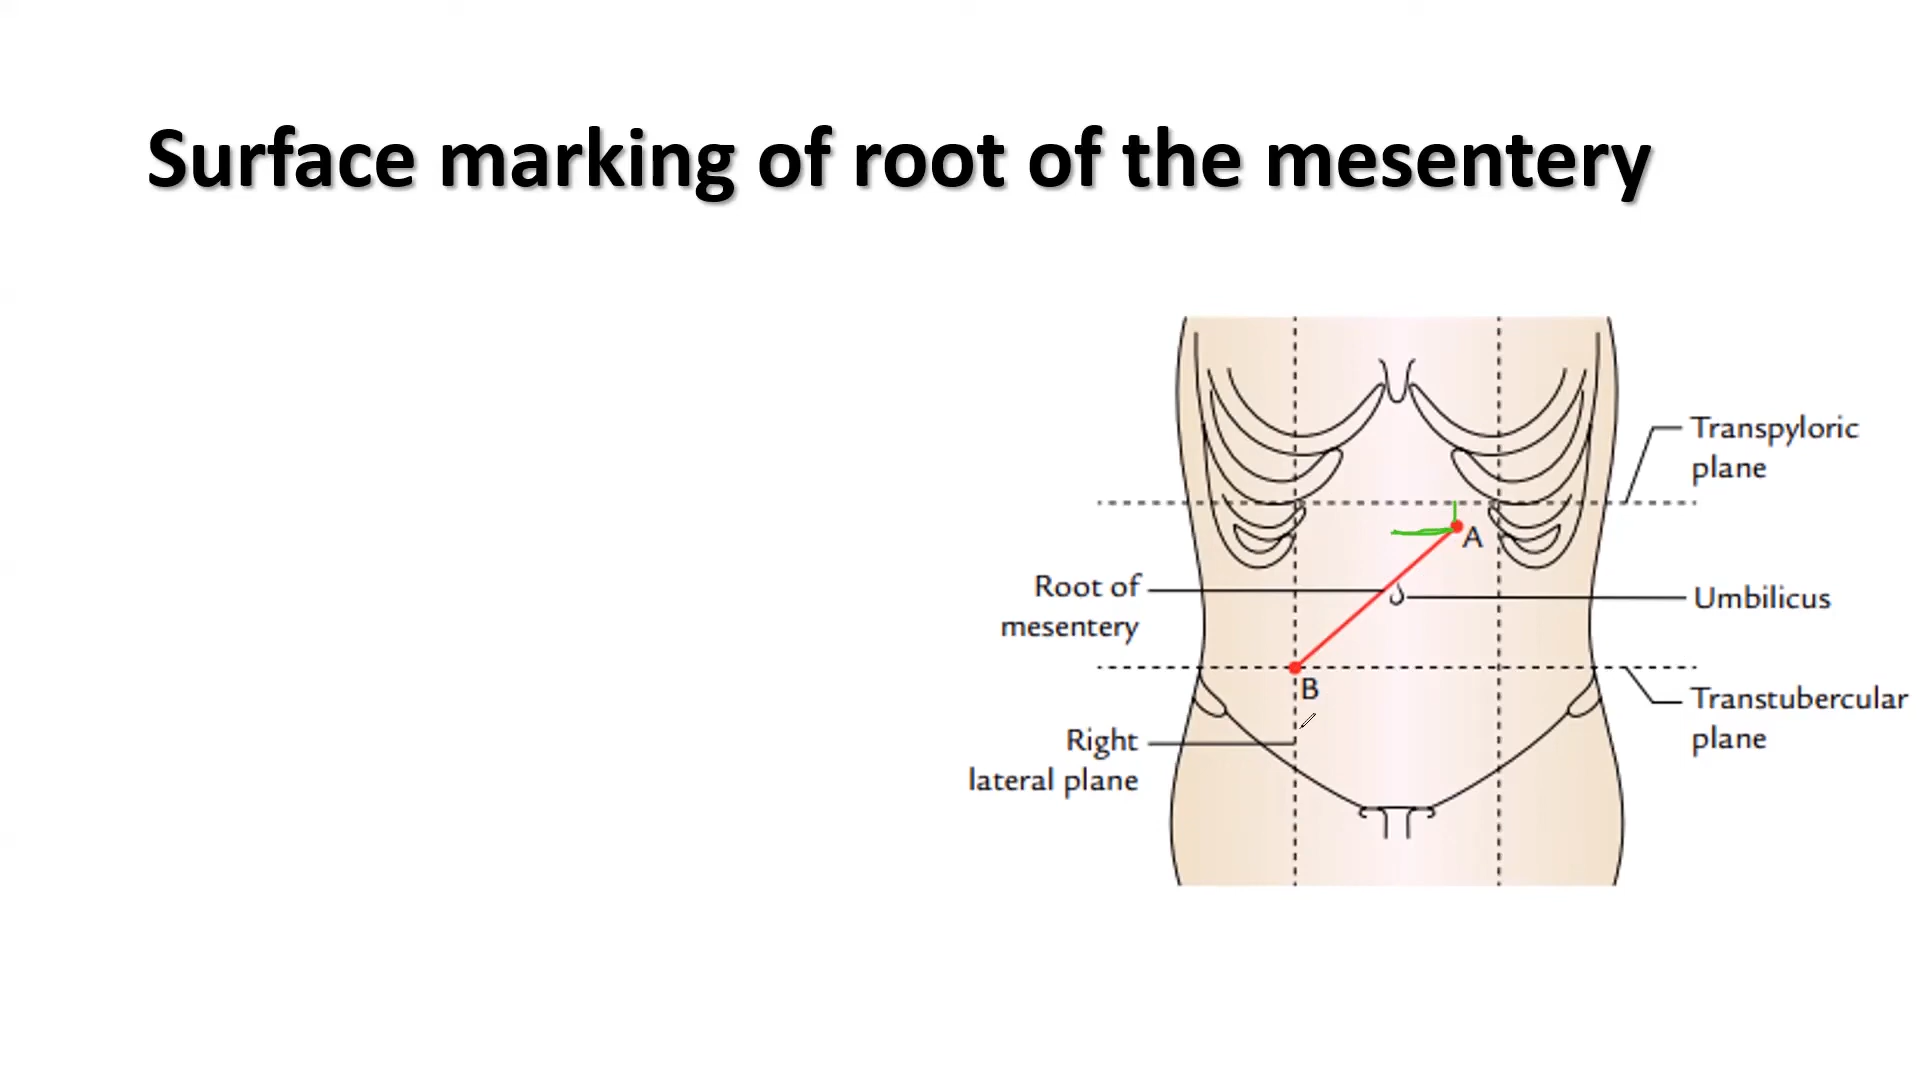 Surface marking of root of the mesentery
Transpyloric
plane
A
Root of
mesentery
Umbilicus
B
Transtubercular
plane
Right
lateral plane